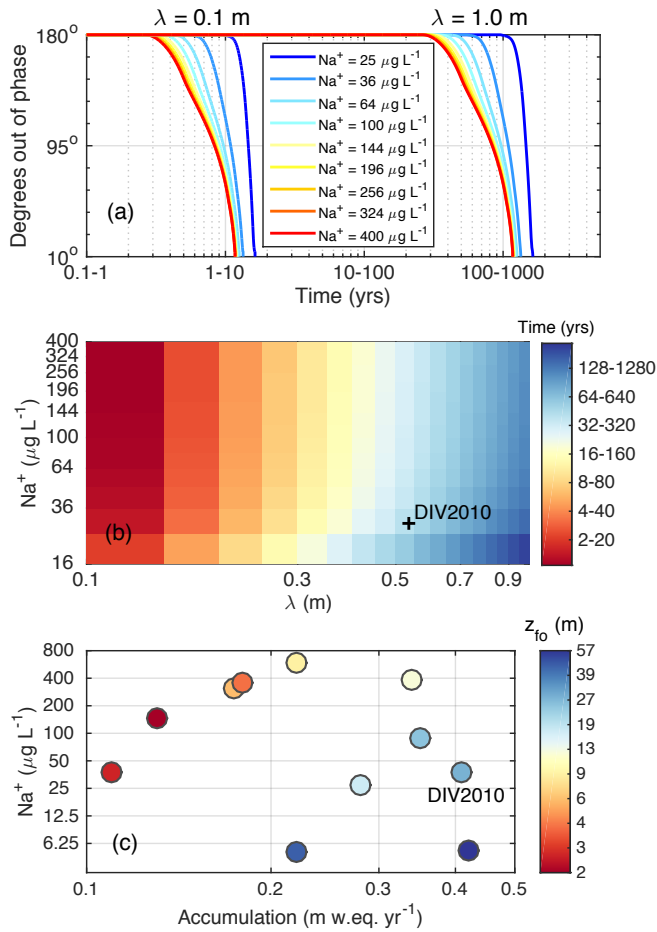 λ = 0.1 m λ = 1.0 m
180°
95°
10°
Degrees out of phase
(a)
Na⁺ = 25 μg L⁻¹
Na⁺ = 36 μg L⁻¹
Na⁺ = 64 μg L⁻¹
Na⁺ = 100 μg L⁻¹
Na⁺ = 144 μg L⁻¹
Na⁺ = 196 μg L⁻¹
Na⁺ = 256 μg L⁻¹
Na⁺ = 324 μg L⁻¹
Na⁺ = 400 μg L⁻¹
0.1-1 1-10 10-100 100-1000
Time (yrs)
Time (yrs)
400
324
256
196
144
100
64
36
16
Na⁺ (μg L⁻¹)
(b)
DIV2010
128-1280
64-640
32-320
16-160
8-80
4-40
2-20
0.1 0.3 0.5 0.7 0.9
λ (m)
z_fo (m)
800
400
200
100
50
25
12.5
6.25
Na⁺ (μg L⁻¹)
(c)
DIV2010
57
39
27
19
13
9
6
4
3
2
0.1 0.2 0.3 0.4 0.5
Accumulation (m w.eq. yr⁻¹)